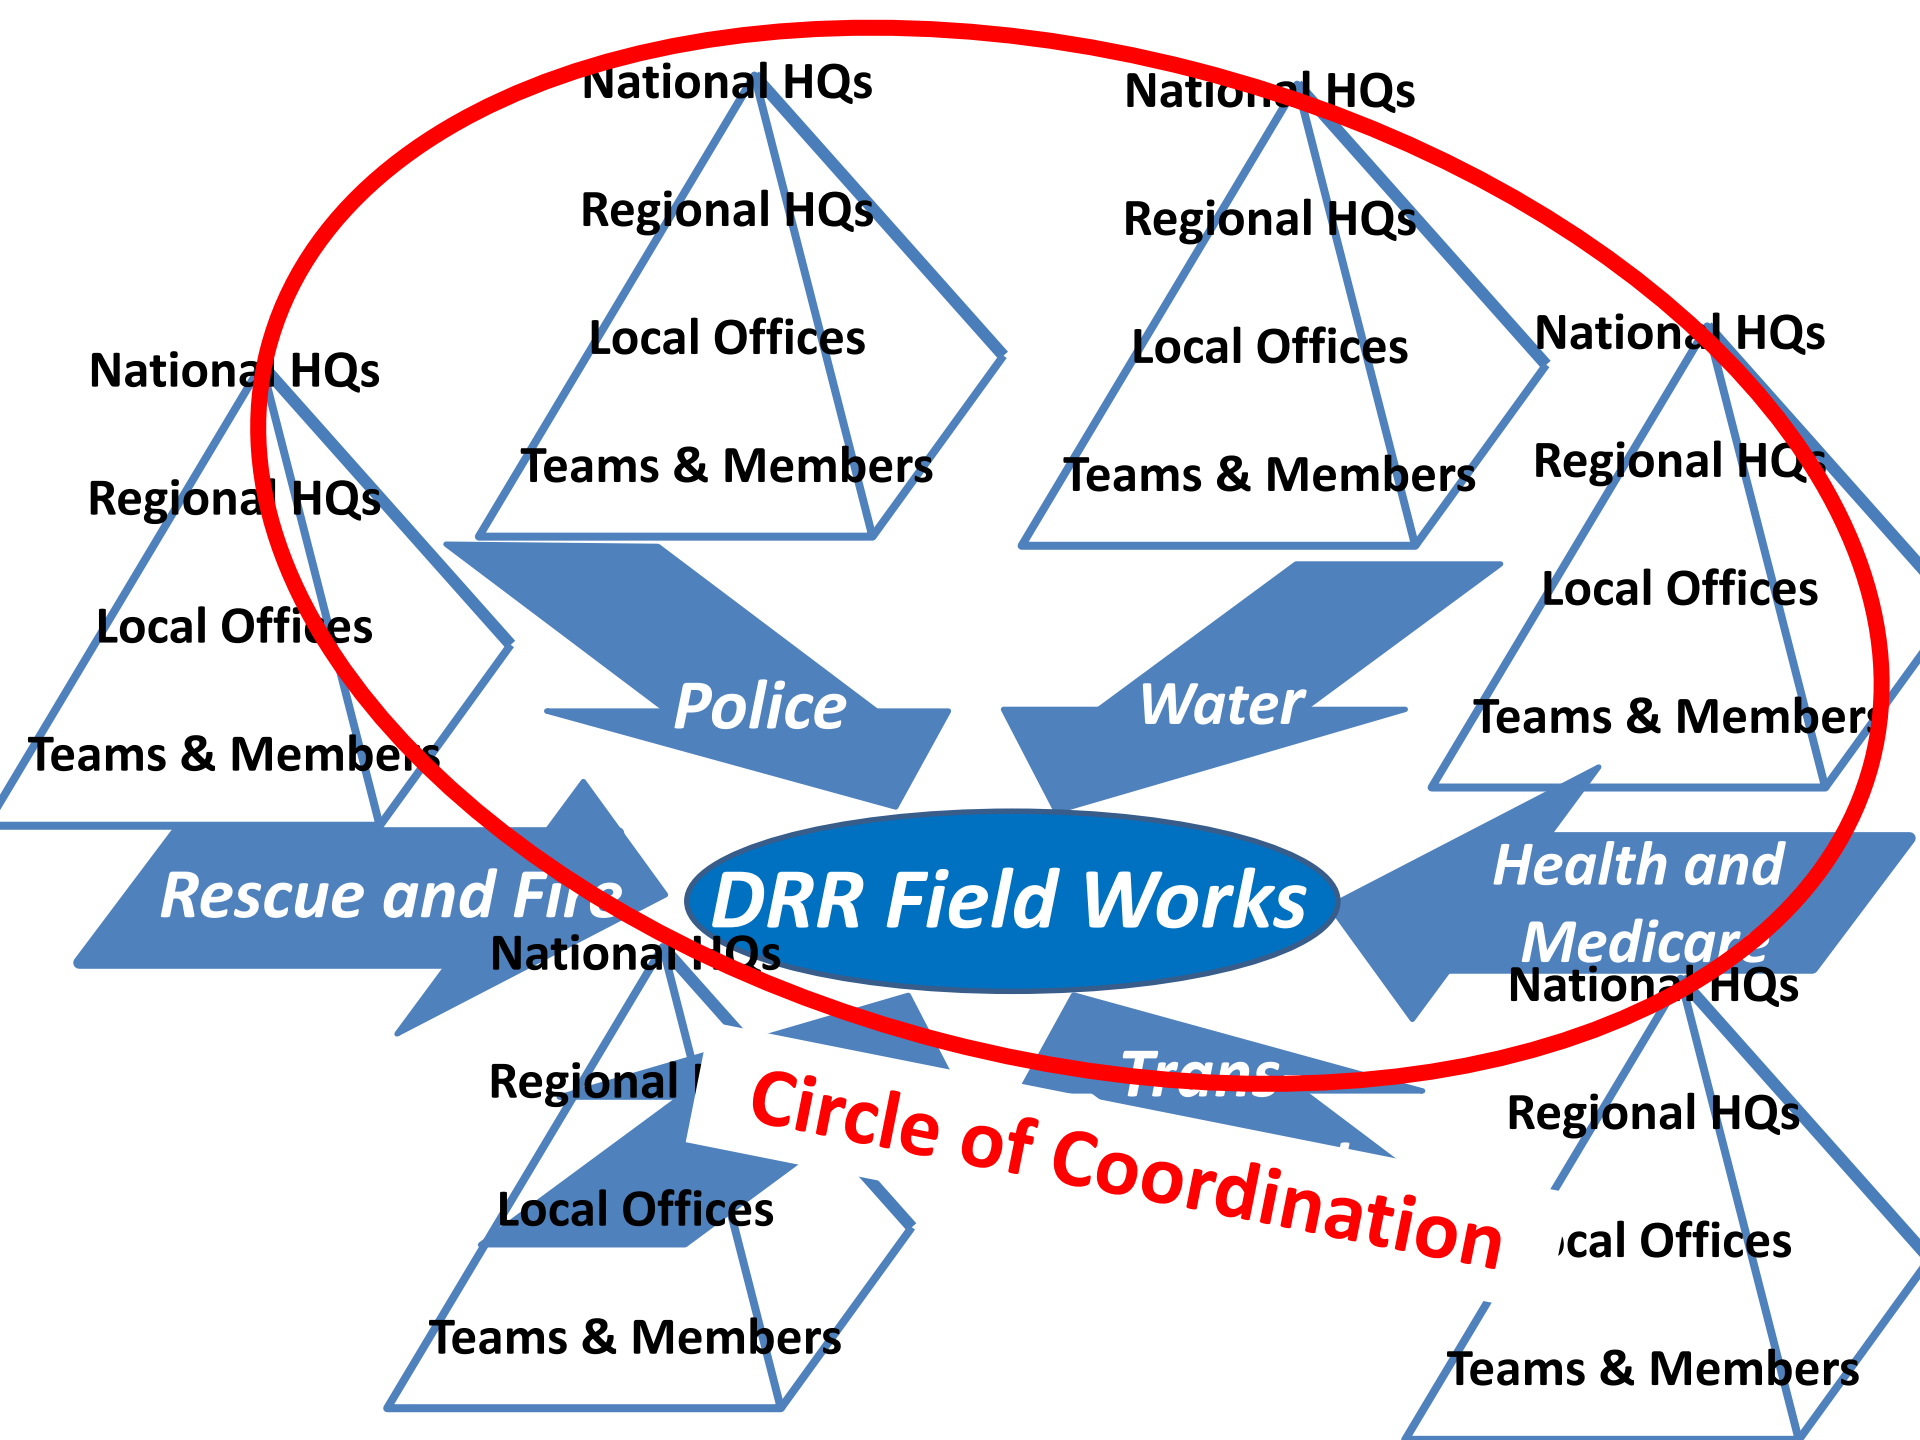 National HQs
Regional HQs
Local Offices
Teams & Members
National HQs
Regional HQs
Local Offices
Teams & Members
National HQs
Regional HQs
Local Offices
Teams & Members
National HQs
Regional HQs
Local Offices
Teams & Members
Police
Water
Rescue and Fire
DRR Field Works
Health and
Medicare
National HQs
Regional
Local Offices
Teams & Members
Trans
Circle of Coordination
National HQs
Regional HQs
Offices
Teams & Members